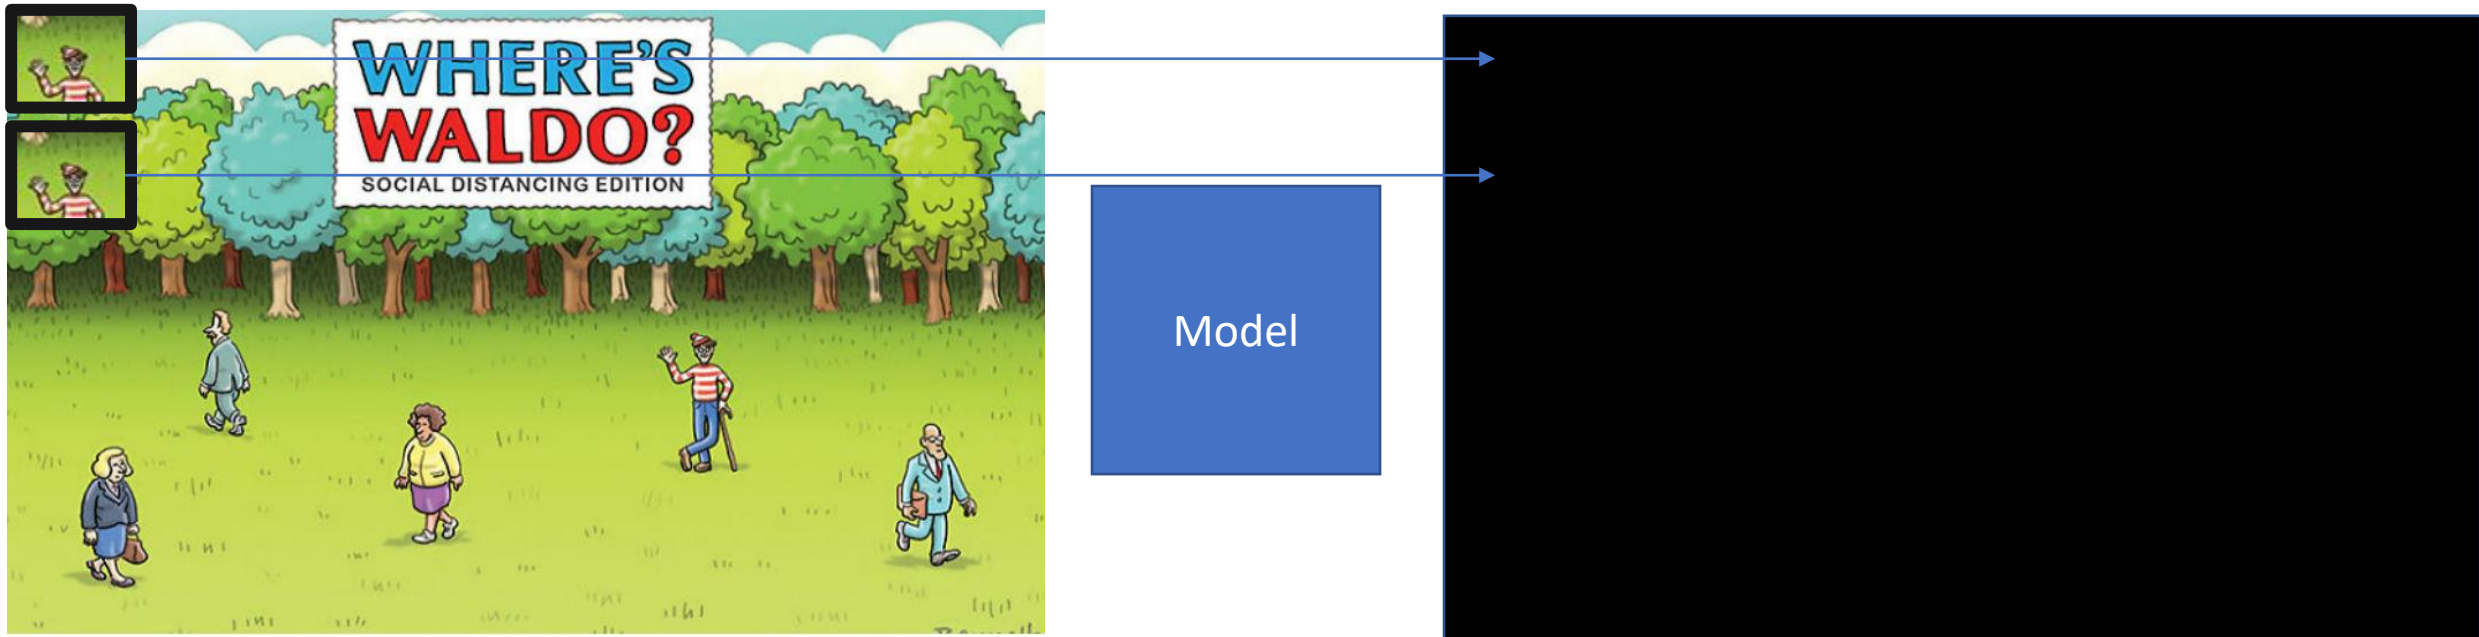 WHERE'S
WALDO?
SOCIAL DISTANCING EDITION
Model